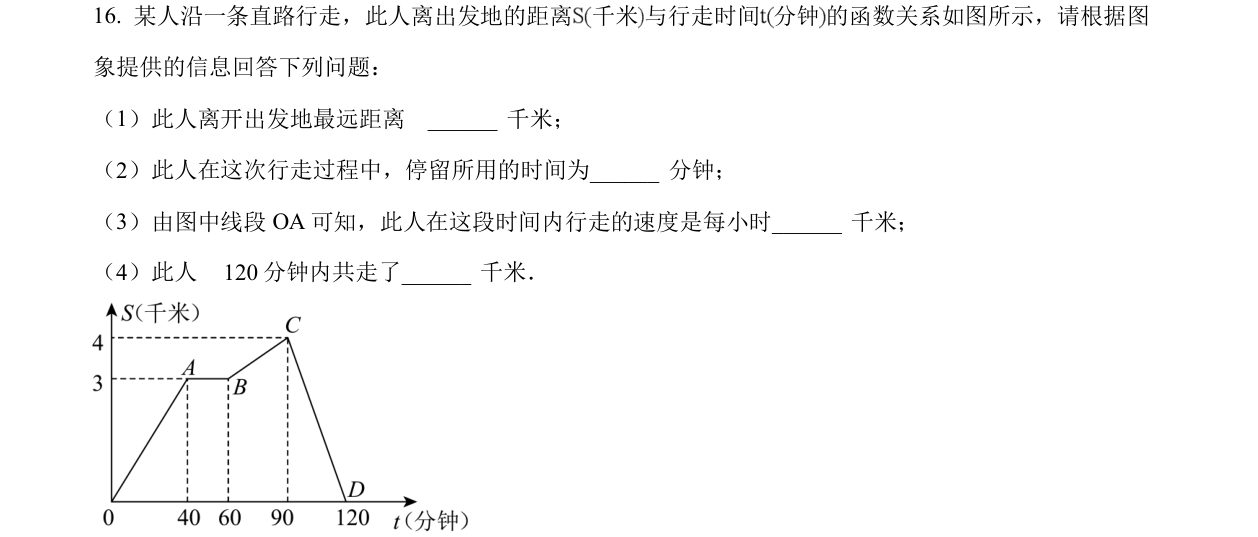 16. 某人沿一条直路行走，此人离出发地的距离S(千米)与行走时间t(分钟)的函数关系如图所示，请根据图
象提供的信息回答下列问题：
（1）此人离开出发地最远距离 ______ 千米；
（2）此人在这次行走过程中，停留所用的时间为______ 分钟；
（3）由图中线段 OA 可知，此人在这段时间内行走的速度是每小时______ 千米；
（4）此人 120 分钟内共走了______ 千米．
S(千米)
C
4
A
3
B
D
0 40 60 90 120 t(分钟)